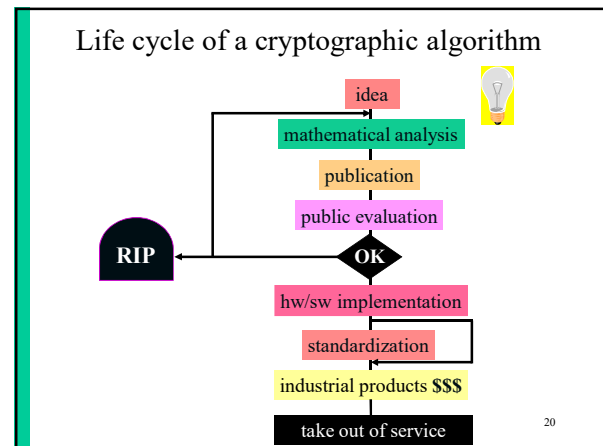 Life cycle of a cryptographic algorithm
idea
mathematical analysis
publication
public evaluation
RIP
OK
hw/sw implementation
standardization
industrial products $$$
take out of service
20